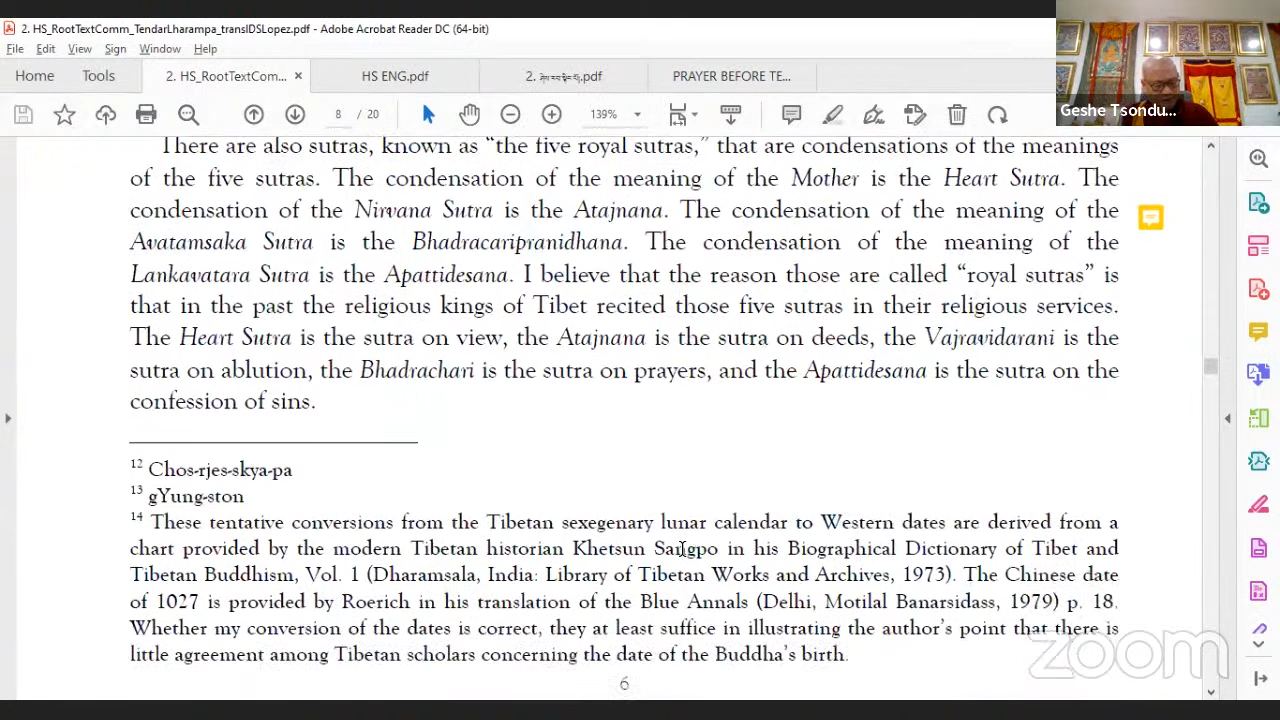 2. HS_RootTextComm_TendarLharampa_transIDSLopez.pdf - Adobe Acrobat Reader DC (64-bit)
File Edit View Sign Window Help
Home Tools 2. HS_RootTextCom... × HS ENG.pdf 2. .pdf PRAYER BEFORE TE...
8 / 20 139%
Geshe Tsondu...
There are also sutras, known as “the five royal sutras,” that are condensations of the meanings
of the five sutras. The condensation of the meaning of the Mother is the Heart Sutra. The
condensation of the Nirvana Sutra is the Atajnana. The condensation of the meaning of the
Avatamsaka Sutra is the Bhadracaripranidhana. The condensation of the meaning of the
Lankavatara Sutra is the Apattidesana. I believe that the reason those are called “royal sutras” is
that in the past the religious kings of Tibet recited those five sutras in their religious services.
The Heart Sutra is the sutra on view, the Atajnana is the sutra on deeds, the Vajravidarani is the
sutra on ablution, the Bhadrachari is the sutra on prayers, and the Apattidesana is the sutra on the
confession of sins.
12 Chos-rjes-skya-pa
13 gYung-ston
14 These tentative conversions from the Tibetan sexegenary lunar calendar to Western dates are derived from a
chart provided by the modern Tibetan historian Khetsun Sangpo in his Biographical Dictionary of Tibet and
Tibetan Buddhism, Vol. 1 (Dharamsala, India: Library of Tibetan Works and Archives, 1973). The Chinese date
of 1027 is provided by Roerich in his translation of the Blue Annals (Delhi, Motilal Banarsidass, 1979) p. 18.
Whether my conversion of the dates is correct, they at least suffice in illustrating the author’s point that there is
little agreement among Tibetan scholars concerning the date of the Buddha’s birth.
zoom
6